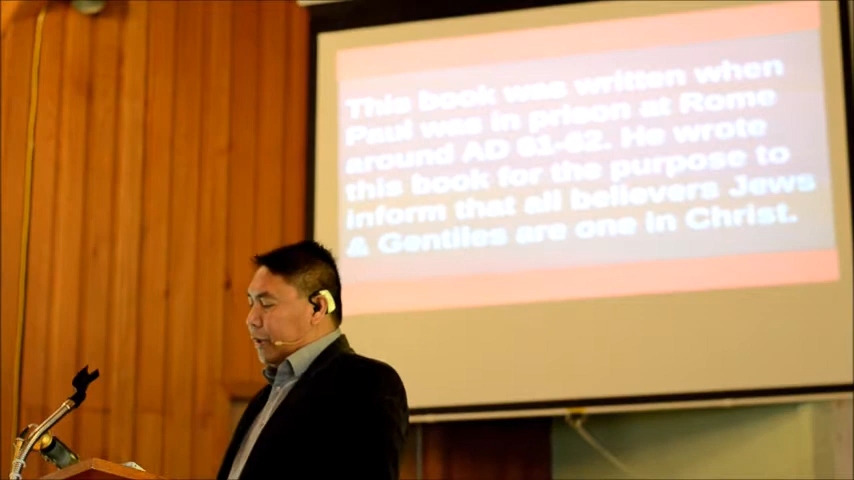 This book was written when
Paul was in prison at Rome
around AD 61-62. He wrote
this book for the purpose to
inform that all believers Jews
& Gentiles are one in Christ.